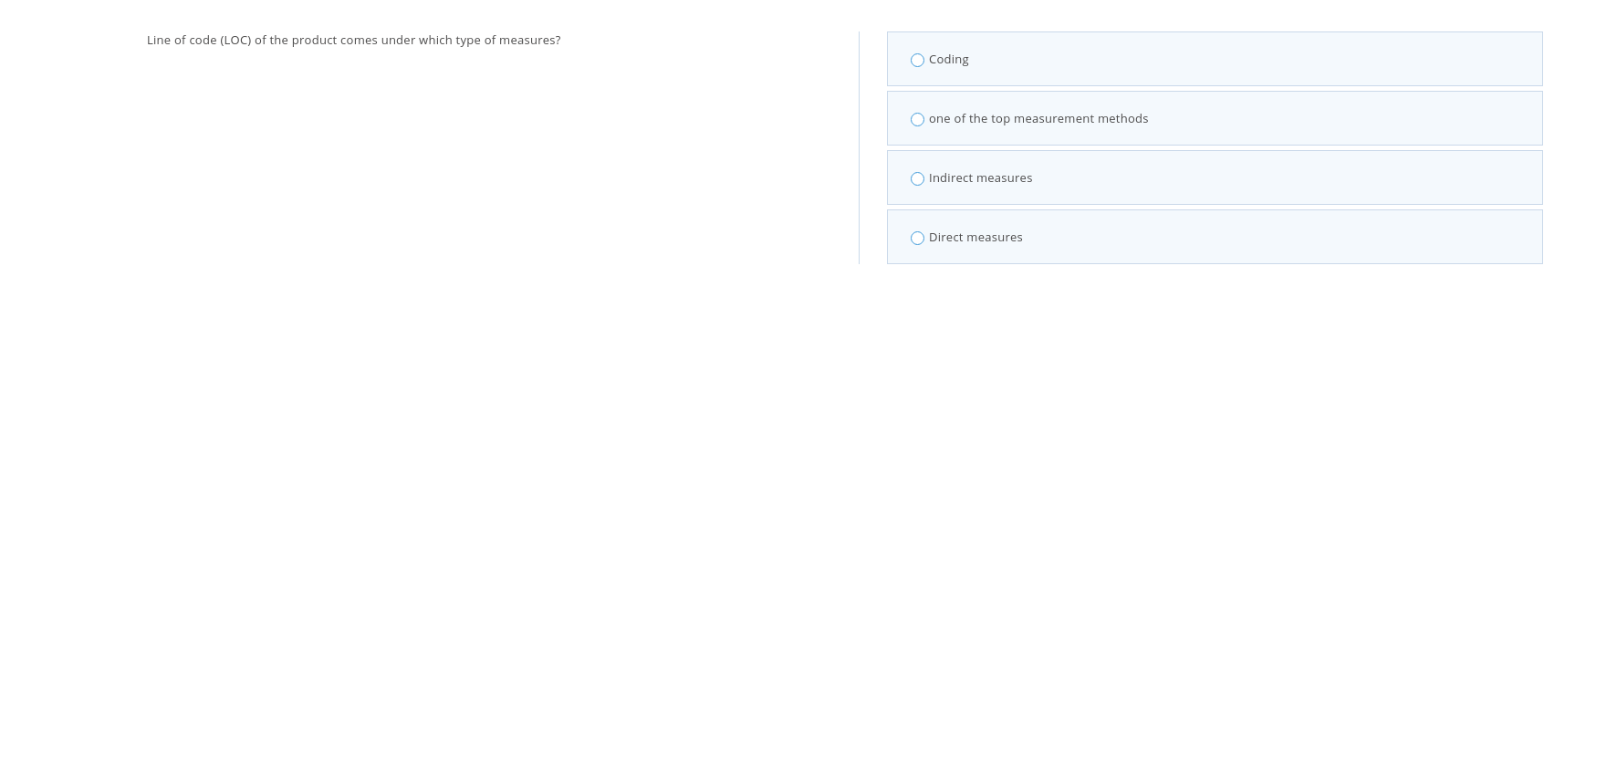 Line of code (LOC) of the product comes under which type of measures?
Coding
one of the top measurement methods
Indirect measures
Direct measures